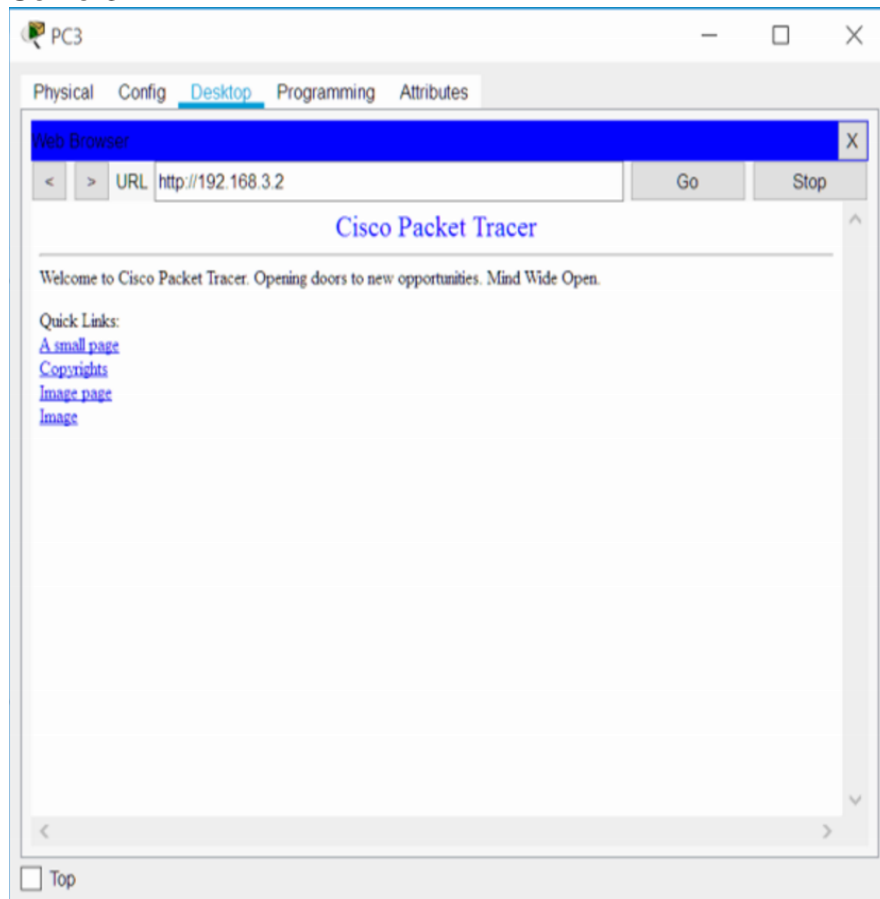 PC3
Physical Config Desktop Programming Attributes
Web Browser X
< > URL http://192.168.3.2 Go Stop
Cisco Packet Tracer
Welcome to Cisco Packet Tracer. Opening doors to new opportunities. Mind Wide Open.
Quick Links:
A small page
Copyrights
Image page
Image
Top